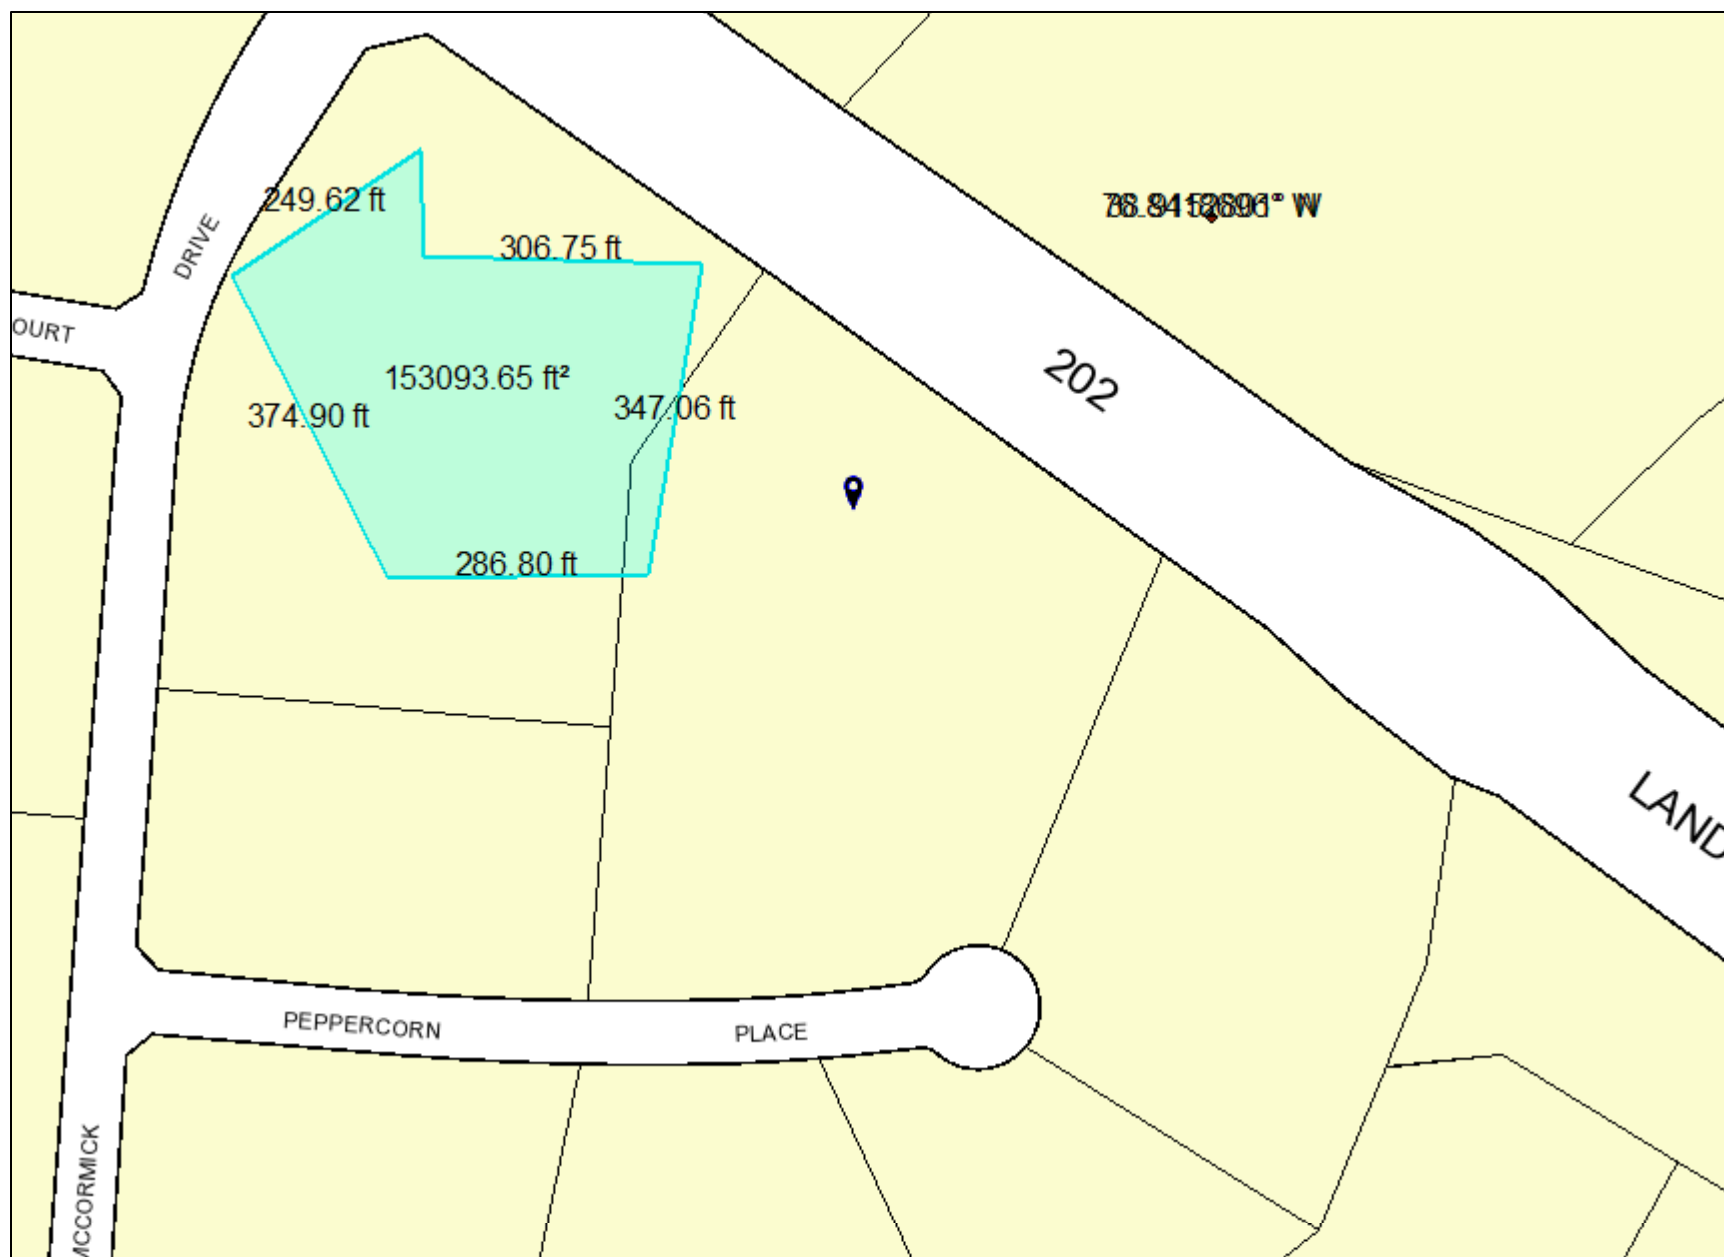 249.62 ft
DRIVE
306.75 ft
OURT
202
153093.65 ft²
374.90 ft
347.06 ft
286.80 ft
LAND
PEPPERCORN
PLACE
MCCORMICK